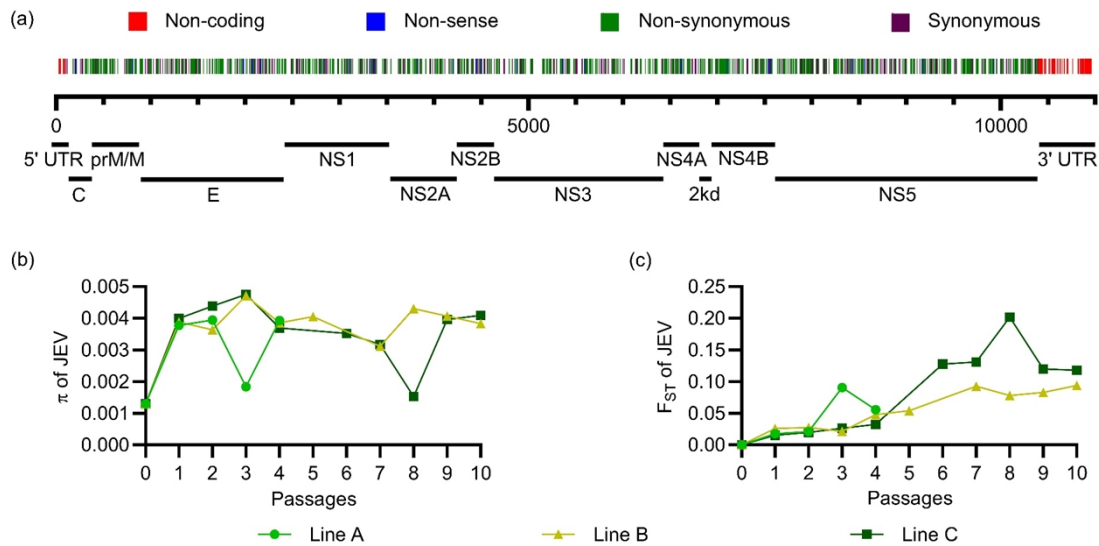 (a)
Non-coding Non-sense Non-synonymous Synonymous
0 5000 10000
5' UTR prM/M NS1 NS2B NS4A NS4B 3' UTR
C E NS2A NS3 2kd NS5
(b)
0.005
0.004
0.003
0.002
0.001
0.000
π of JEV
0 1 2 3 4 5 6 7 8 9 10
Passages
(c)
0.25
0.20
0.15
0.10
0.05
0.00
FST of JEV
0 1 2 3 4 5 6 7 8 9 10
Passages
Line A Line B Line C